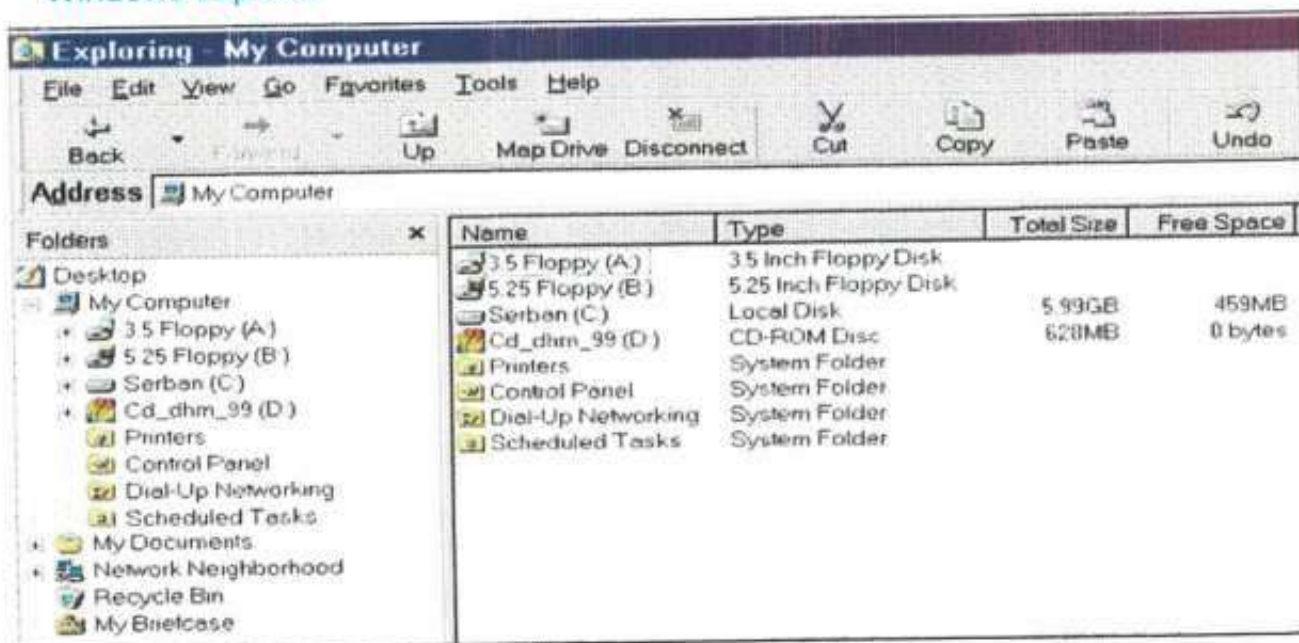 Exploring - My Computer
File Edit View Go Favorites Tools Help
Back Forward Up Map Drive Disconnect Cut Copy Paste Undo
Address My Computer
Folders
Desktop
My Computer
3.5 Floppy (A:)
5.25 Floppy (B:)
Serban (C:)
Cd_dhm_99 (D:)
Printers
Control Panel
Dial-Up Networking
Scheduled Tasks
My Documents
Network Neighborhood
Recycle Bin
My Briefcase
Name Type Total Size Free Space
3.5 Floppy (A:) 3.5 Inch Floppy Disk
5.25 Floppy (B:) 5.25 Inch Floppy Disk
Serban (C:) Local Disk 5.99GB 459MB
Cd_dhm_99 (D:) CD-ROM Disc 628MB 0 bytes
Printers System Folder
Control Panel System Folder
Dial-Up Networking System Folder
Scheduled Tasks System Folder